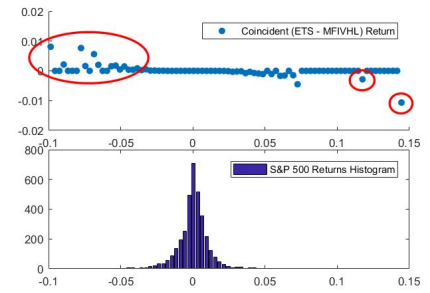 0.02
Coincident (ETS - MFIVHL) Return
0.01
0
-0.01
-0.02
-0.1 -0.05 0 0.05 0.1 0.15
800
S&P 500 Returns Histogram
600
400
200
0
-0.1 -0.05 0 0.05 0.1 0.15